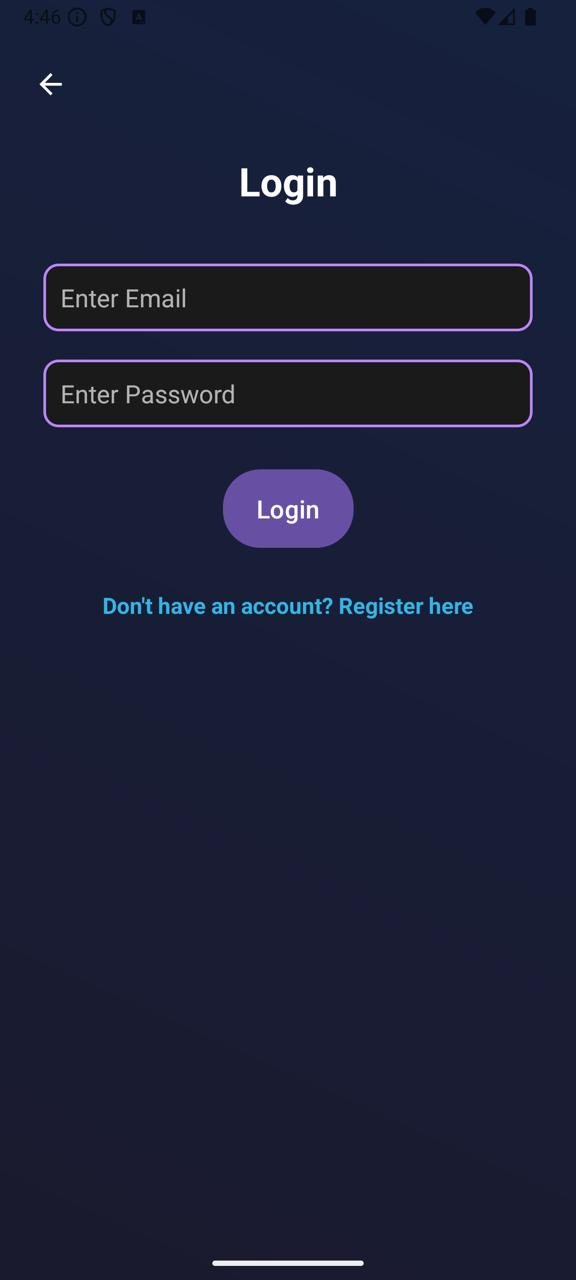 4:46
Login
Enter Email
Enter Password
Login
Don't have an account? Register here